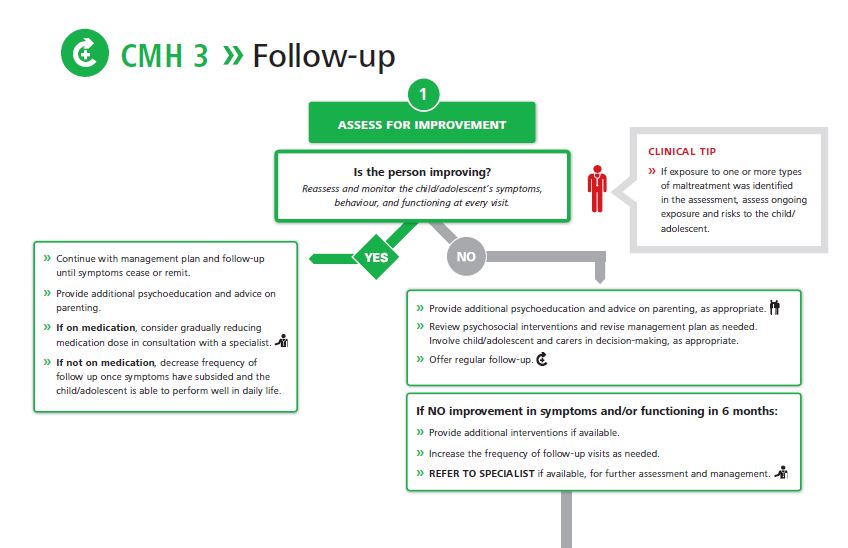 CMH 3 » Follow-up
1
ASSESS FOR IMPROVEMENT
Is the person improving?
Reassess and monitor the child/adolescent's symptoms,
behaviour, and functioning at every visit.
CLINICAL TIP
» If exposure to one or more types
of maltreatment was identified
in the assessment, assess ongoing
exposure and risks to the child/
adolescent.
YES
NO
» Continue with management plan and follow-up
until symptoms cease or remit.
» Provide additional psychoeducation and advice on
parenting.
» If on medication, consider gradually reducing
medication dose in consultation with a specialist.
» If not on medication, decrease frequency of
follow up once symptoms have subsided and the
child/adolescent is able to perform well in daily life.
» Provide additional psychoeducation and advice on parenting, as appropriate.
» Review psychosocial interventions and revise management plan as needed.
Involve child/adolescent and carers in decision-making, as appropriate.
» Offer regular follow-up.
If NO improvement in symptoms and/or functioning in 6 months:
» Provide additional interventions if available.
» Increase the frequency of follow-up visits as needed.
» REFER TO SPECIALIST if available, for further assessment and management.